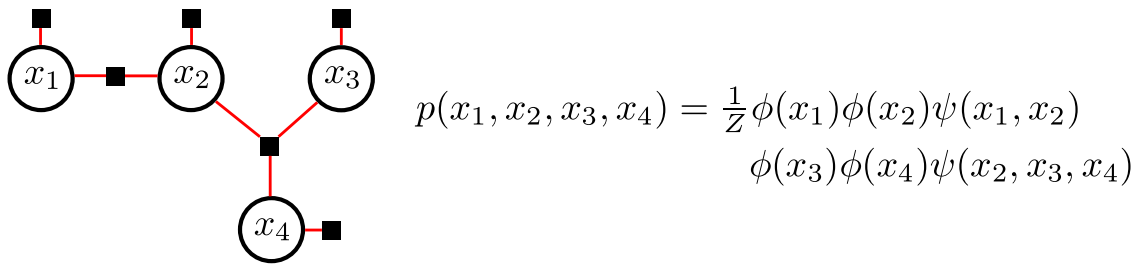 x₁ x₂ x₃
x₄
p(x₁, x₂, x₃, x₄) = 1/Z ϕ(x₁)ϕ(x₂)ψ(x₁, x₂)
ϕ(x₃)ϕ(x₄)ψ(x₂, x₃, x₄)